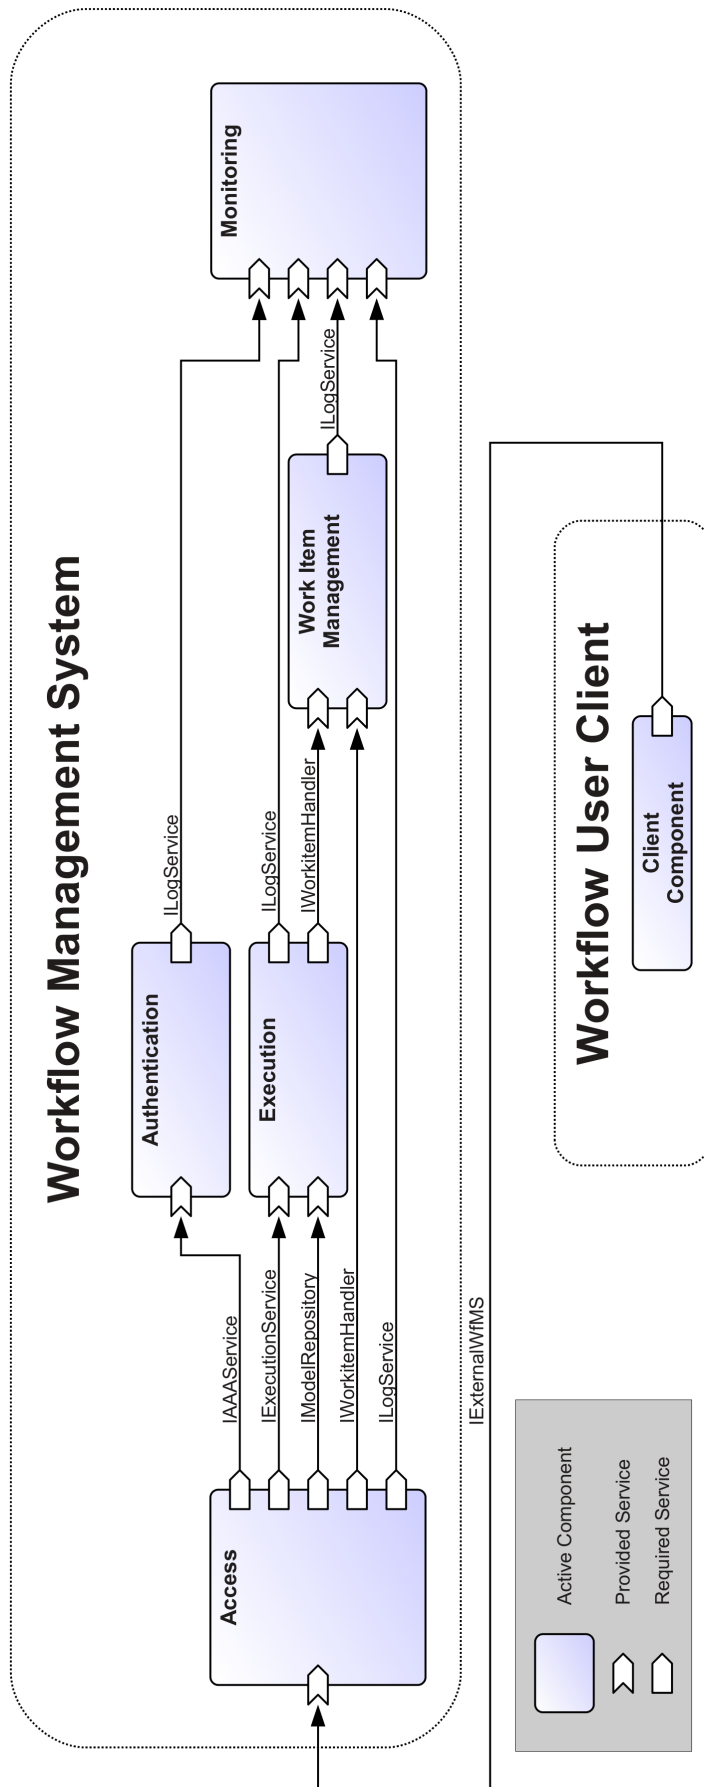 Workflow Management System
Access
IAAAService
IExecutionService
IModelRepository
IWorkitemHandler
ILogService
Authentication
Execution
ILogService
ILogService
IWorkitemHandler
Work Item
Management
ILogService
Monitoring
IExternalWfMS
Workflow User Client
Client
Component
Active Component
Provided Service
Required Service